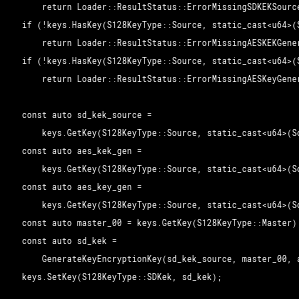 return Loader::ResultStatus::ErrorMissingSDKEKSource
if (!keys.HasKey(S128KeyType::Source, static_cast<u64>(S
return Loader::ResultStatus::ErrorMissingAESKEKGener
if (!keys.HasKey(S128KeyType::Source, static_cast<u64>(S
return Loader::ResultStatus::ErrorMissingAESKeyGener
const auto sd_kek_source =
keys.GetKey(S128KeyType::Source, static_cast<u64>(So
const auto aes_kek_gen =
keys.GetKey(S128KeyType::Source, static_cast<u64>(So
const auto aes_key_gen =
keys.GetKey(S128KeyType::Source, static_cast<u64>(So
const auto master_00 = keys.GetKey(S128KeyType::Master)
const auto sd_kek =
GenerateKeyEncryptionKey(sd_kek_source, master_00, a
keys.SetKey(S128KeyType::SDKek, sd_kek);